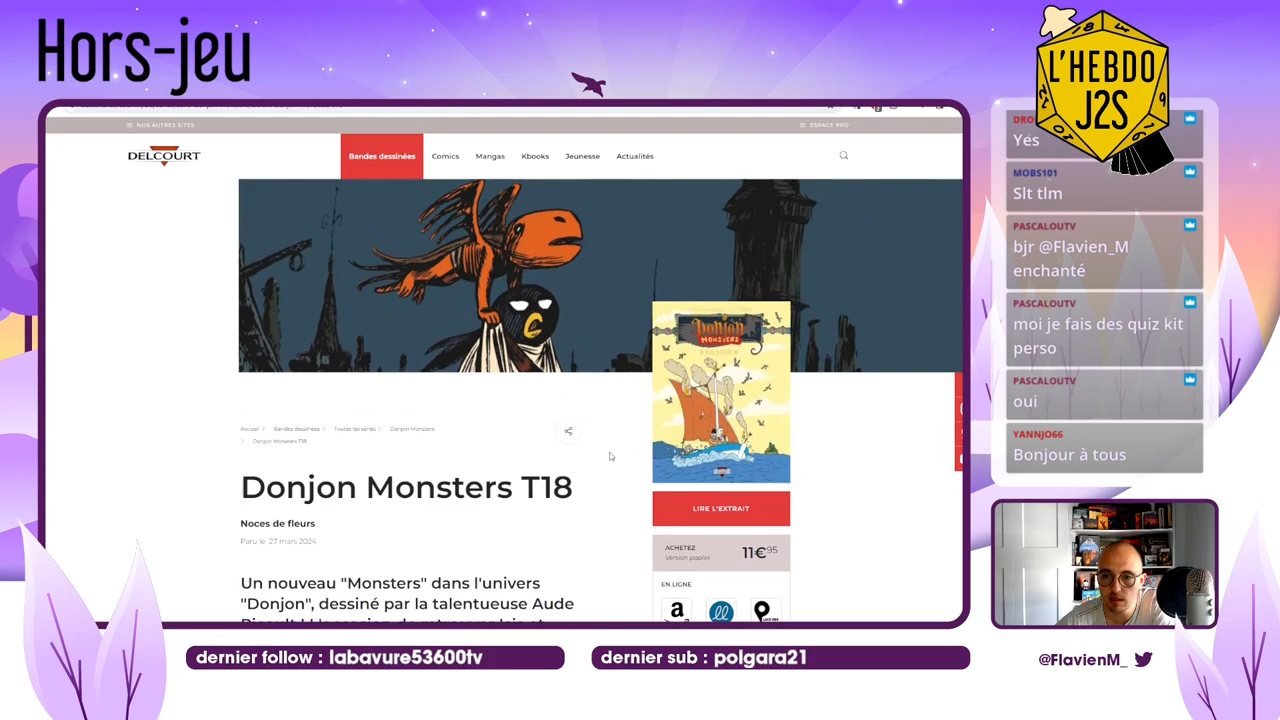 Hors-jeu
L'HEBDO
J2S
NOS AUTRES SITES
ESPACE PRO
DELCOURT
Bandes dessinées
Comics
Mangas
Kbooks
Jeunesse
Actualités
Donjon
MONSTERS
Accueil > Bandes dessinées > Toutes les séries > Donjon Monsters
> Donjon Monsters T18
Donjon Monsters T18
Noces de fleurs
Paru le 27 mars 2024
Un nouveau "Monsters" dans l'univers
"Donjon", dessiné par la talentueuse Aude
LIRE L'EXTRAIT
ACHETEZ
Version papier
11€95
EN LIGNE
Yes
MOBS101
Slt tlm
PASCALOUTV
bjr @Flavien_M
enchanté
PASCALOUTV
moi je fais des quiz kit
perso
PASCALOUTV
oui
YANNJO66
Bonjour à tous
dernier follow : labavure53600tv
dernier sub : polgara21
@FlavienM_